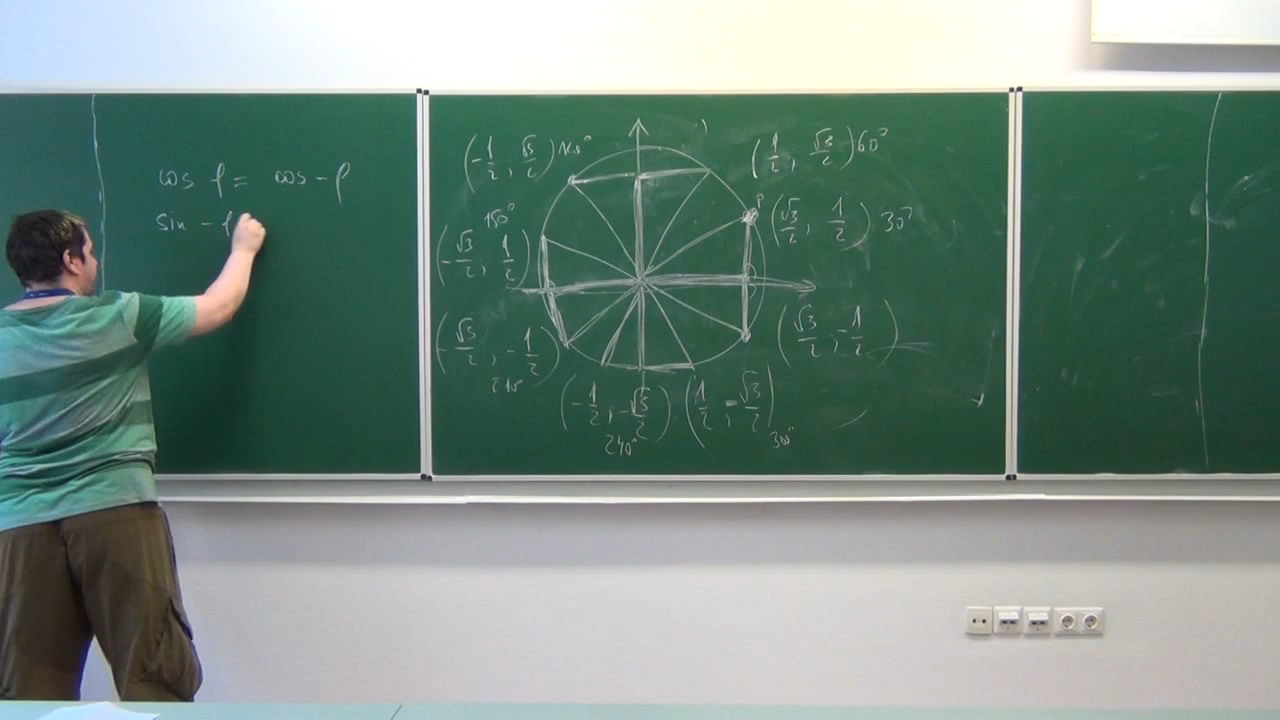 cos φ = cos - φ
sin - φ
(-1/2, √3/2) 120°
(1/2, √3/2) 60°
150°
(-√3/2, 1/2)
P
(√3/2, 1/2) 30°
(-√3/2, -1/2)
210
(√3/2, -1/2)
(-1/2, -√3/2)
240°
(1/2, -√3/2)
300°